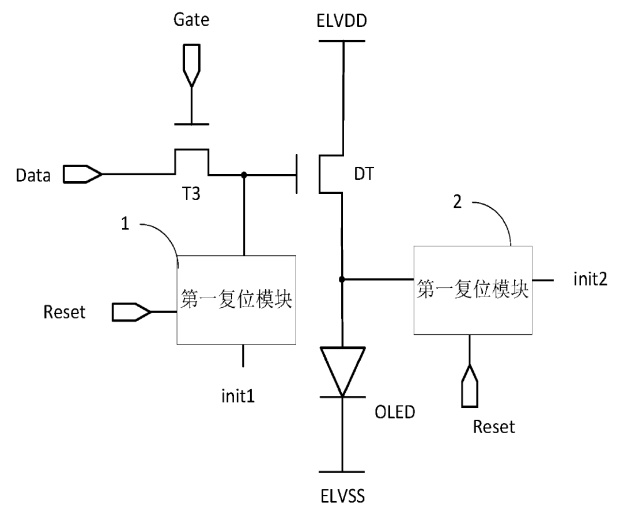 Gate
ELVDD
Data
T3
DT
1
2
第一复位模块
第一复位模块
init2
Reset
init1
OLED
Reset
ELVSS